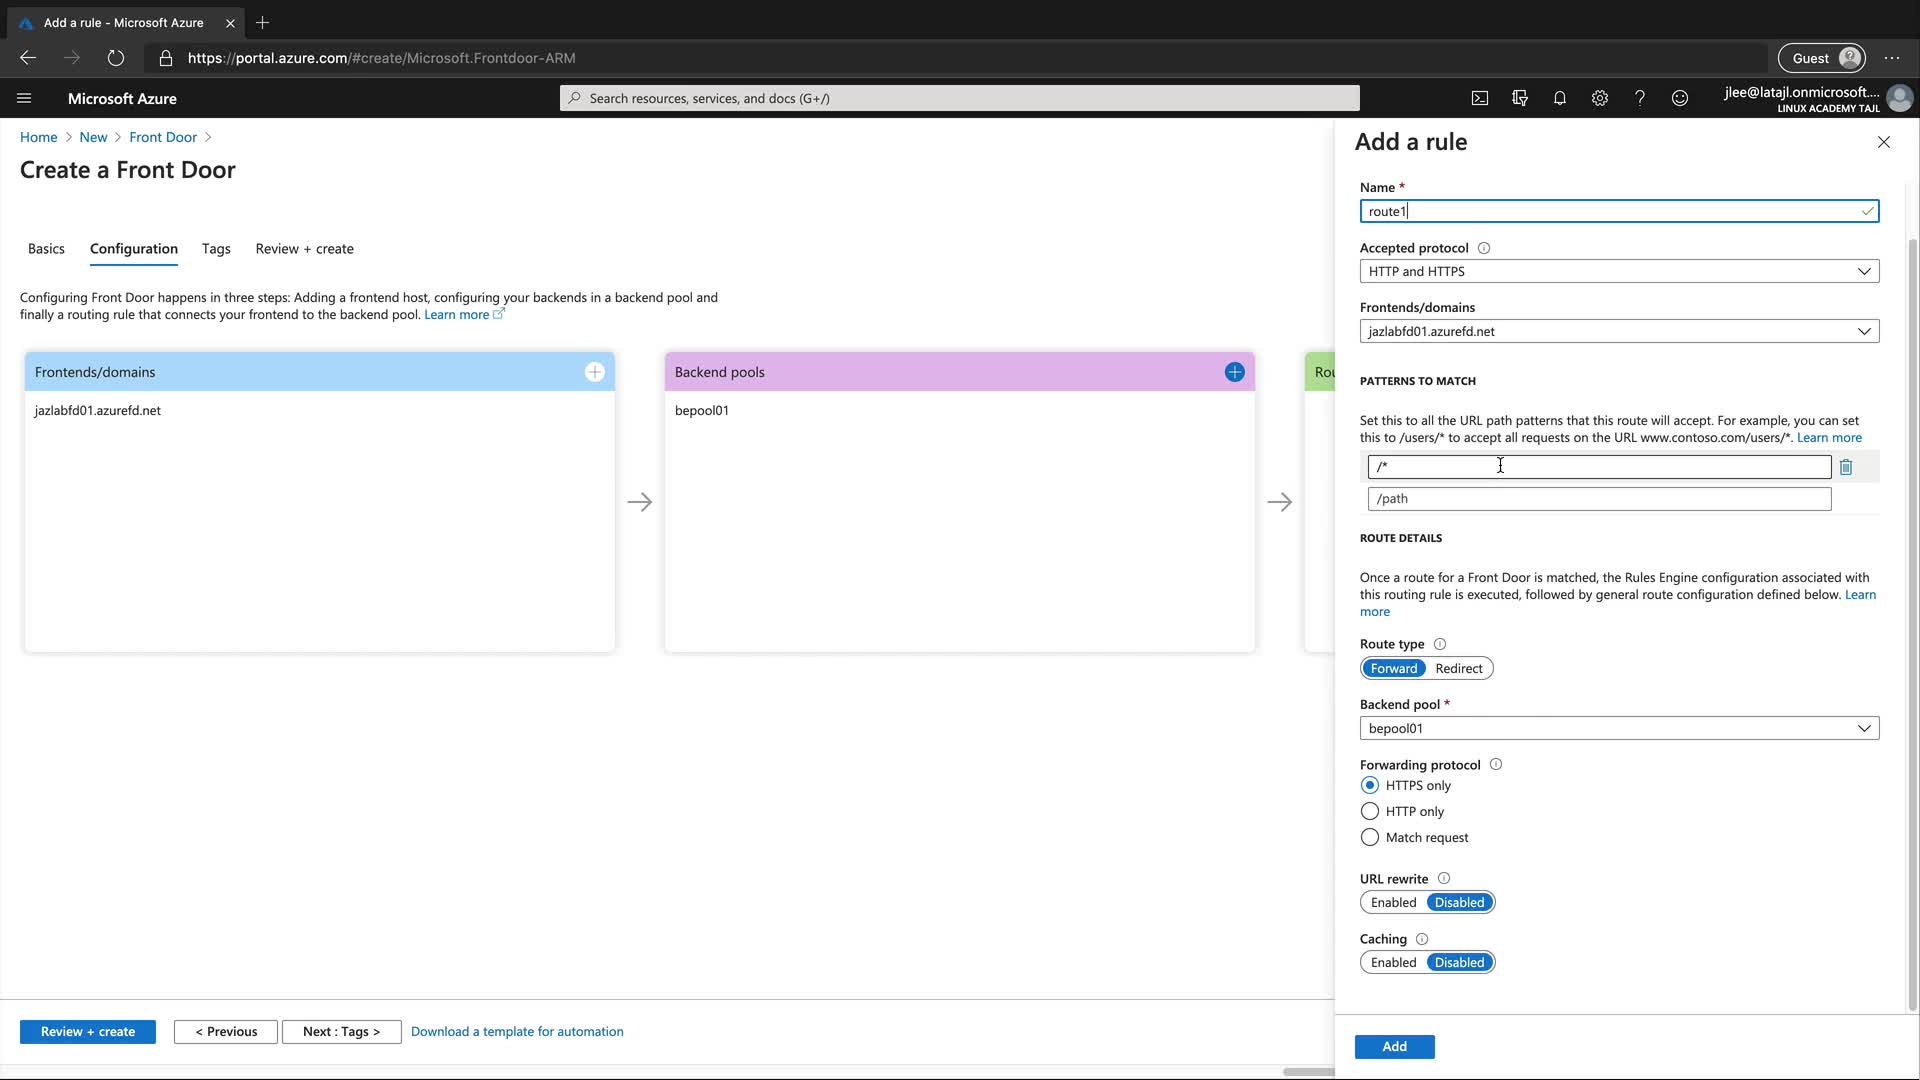 Add a rule - Microsoft Azure
https://portal.azure.com/#create/Microsoft.Frontdoor-ARM
Guest
Microsoft Azure
Search resources, services, and docs (G+/)
jlee@latajl.onmicrosoft....
LINUX ACADEMY TAJL
Home > New > Front Door >
Create a Front Door
Basics
Configuration
Tags
Review + create
Configuring Front Door happens in three steps: Adding a frontend host, configuring your backends in a backend pool and
finally a routing rule that connects your frontend to the backend pool. Learn more
Frontends/domains
jazlabfd01.azurefd.net
Backend pools
bepool01
Rou
Review + create
< Previous
Next : Tags >
Download a template for automation
Add a rule
Name *
route1
Accepted protocol
HTTP and HTTPS
Frontends/domains
jazlabfd01.azurefd.net
PATTERNS TO MATCH
Set this to all the URL path patterns that this route will accept. For example, you can set
this to /users/* to accept all requests on the URL www.contoso.com/users/*. Learn more
/*
/path
ROUTE DETAILS
Once a route for a Front Door is matched, the Rules Engine configuration associated with
this routing rule is executed, followed by general route configuration defined below. Learn
more
Route type
Forward Redirect
Backend pool *
bepool01
Forwarding protocol
HTTPS only
HTTP only
Match request
URL rewrite
Enabled Disabled
Caching
Enabled Disabled
Add